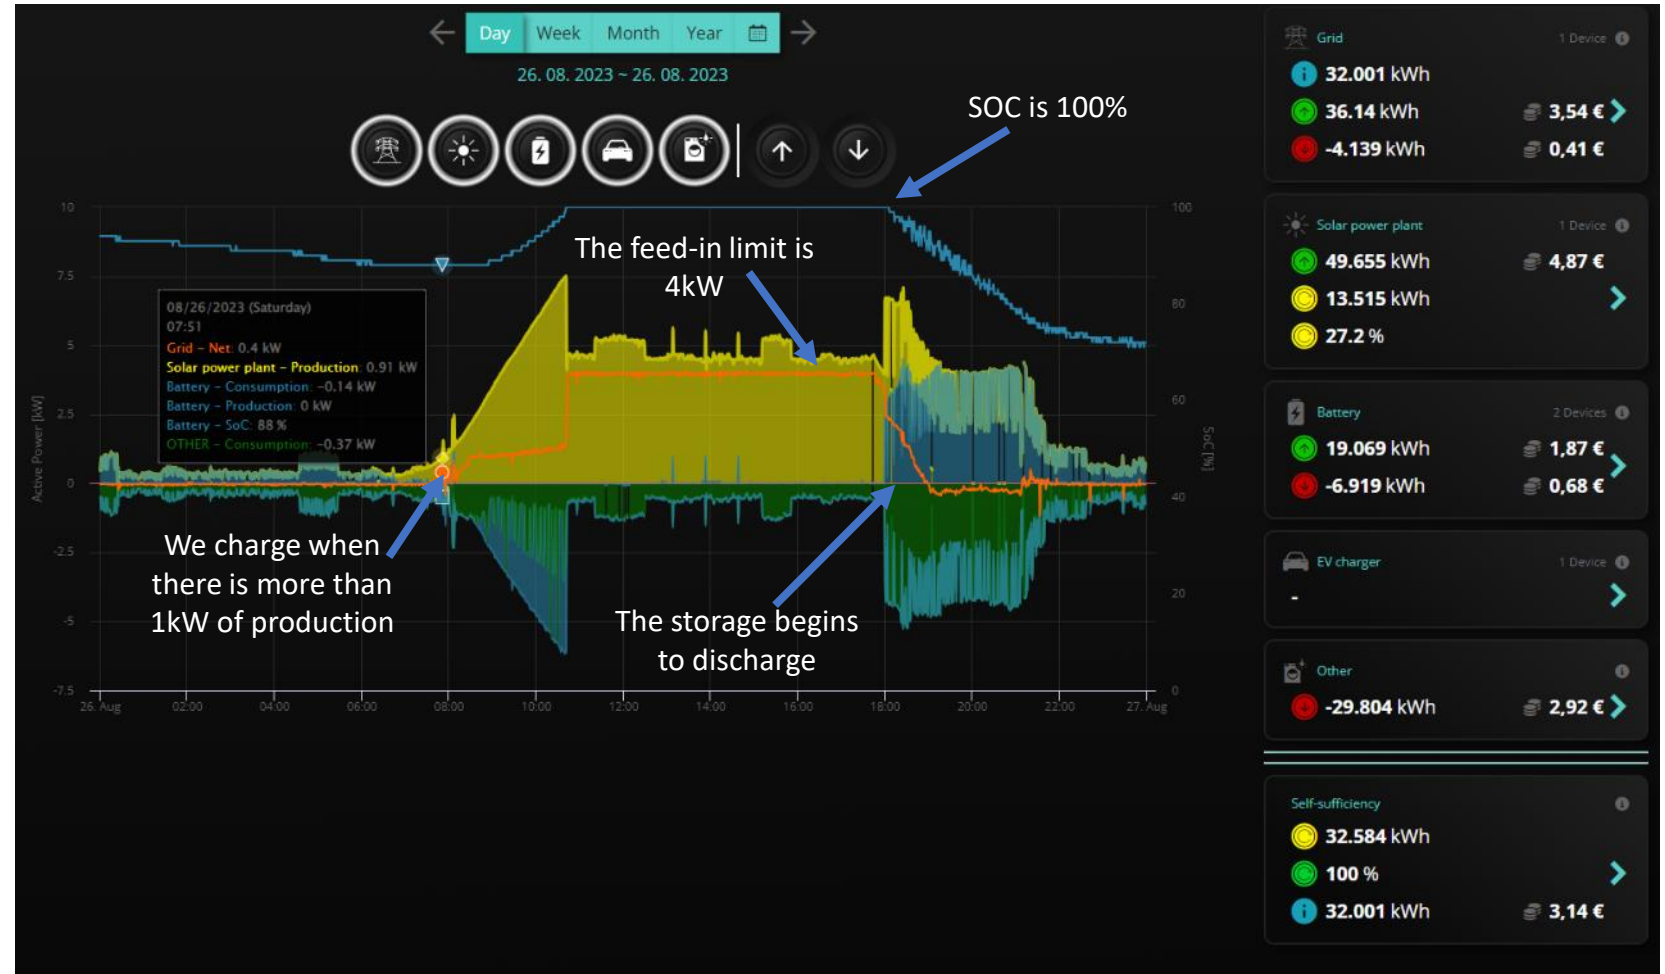 Day Week Month Year
26. 08. 2023 ~ 26. 08. 2023
SOC is 100%
The feed-in limit is
4kW
10
7.5
5
2.5
0
-2.5
-5
-7.5
Active Power [kW]
100
80
60
40
20
0
SoC [%]
08/26/2023 (Saturday)
07:51
Grid – Net: 0.4 kW
Solar power plant – Production: 0.91 kW
Battery – Consumption: -0.14 kW
Battery – Production: 0 kW
Battery – SoC: 88 %
OTHER – Consumption: -0.37 kW
We charge when
there is more than
1kW of production
The storage begins
to discharge
26. Aug 02:00 04:00 06:00 08:00 10:00 12:00 14:00 16:00 18:00 20:00 22:00 27. Aug
Grid 1 Device
32.001 kWh
36.14 kWh 3,54 €
-4.139 kWh 0,41 €
Solar power plant 1 Device
49.655 kWh 4,87 €
13.515 kWh
27.2 %
Battery 2 Devices
19.069 kWh 1,87 €
-6.919 kWh 0,68 €
EV charger 1 Device
-
Other
-29.804 kWh 2,92 €
Self-sufficiency
32.584 kWh
100 %
32.001 kWh 3,14 €